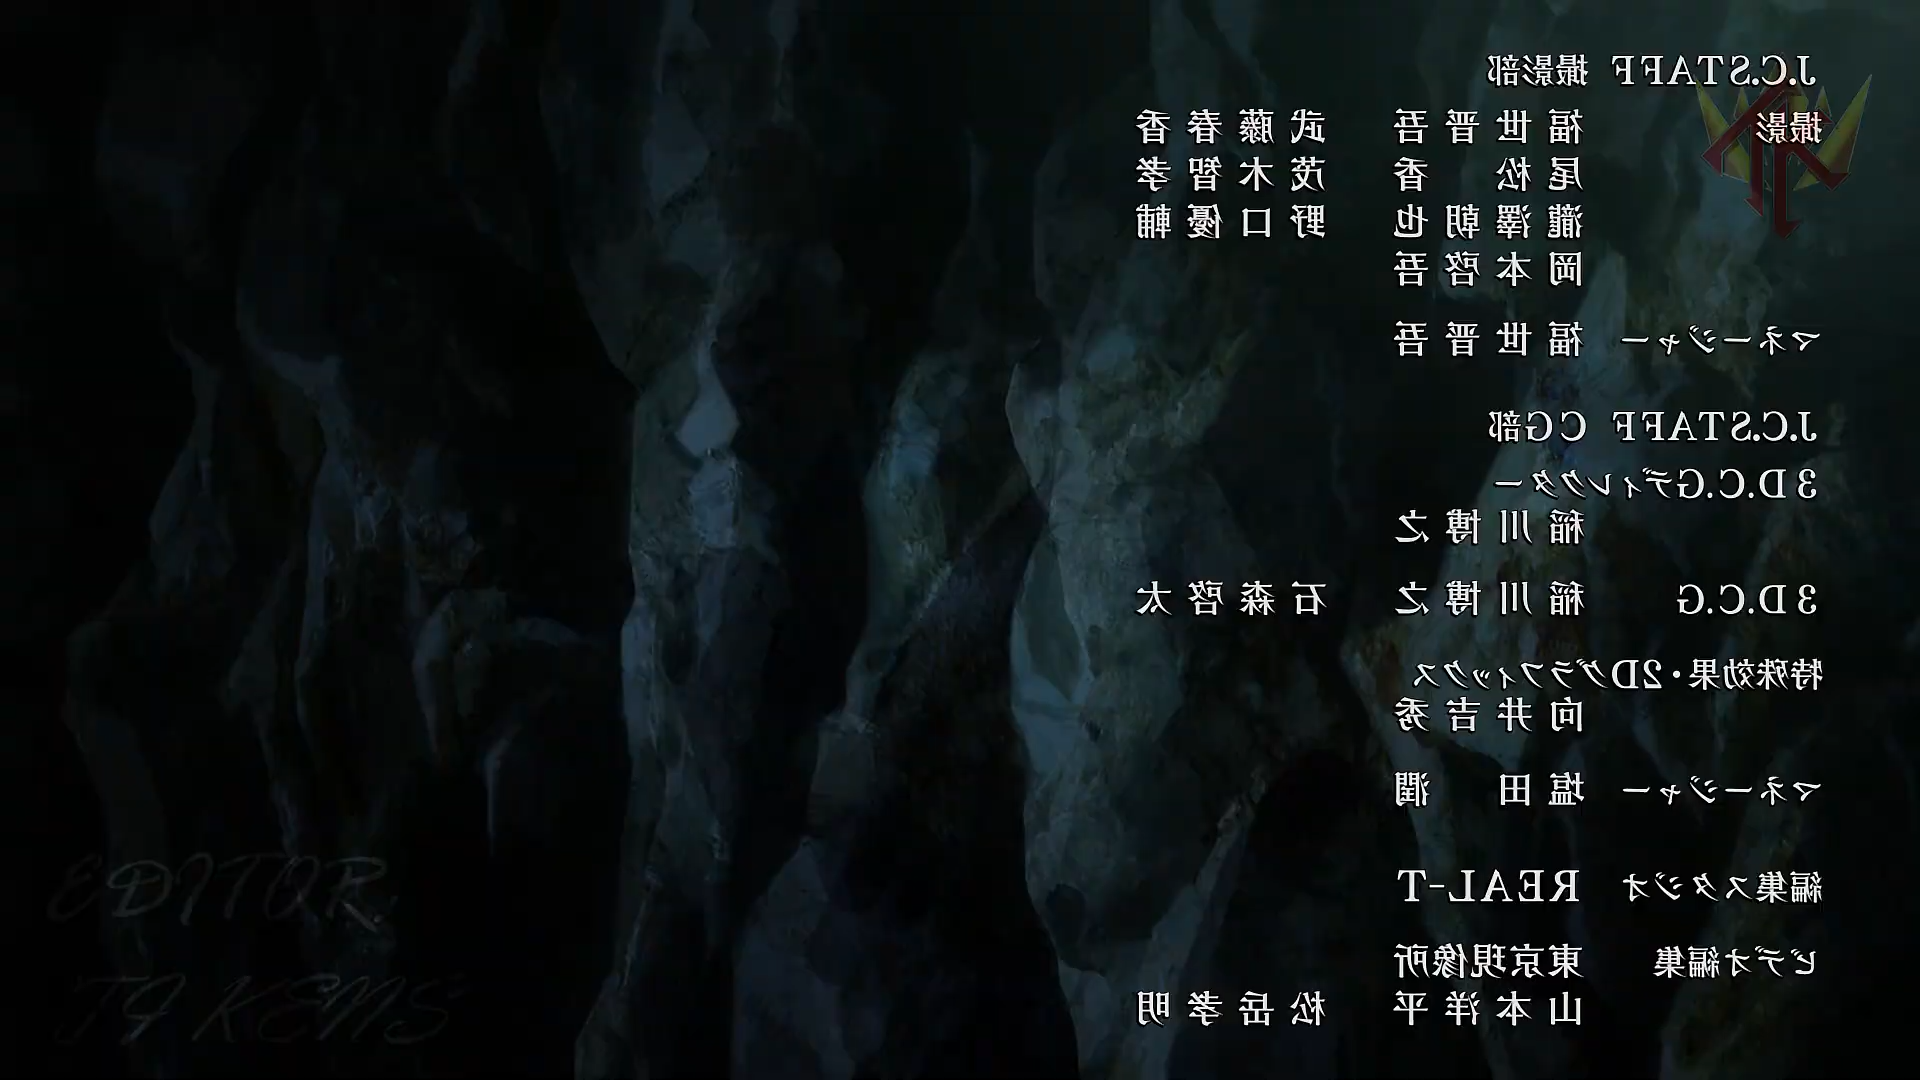 J.C.STAFF 撮影部
撮影 福世晋吾 武藤春香
尾松 香 茂木智孝
瀧澤朝也 野口優輔
岡本啓吾
マネージャー 福世晋吾
J.C.STAFF CG部
3D.C.Gディレクター
稲川博之
3D.C.G 稲川博之 石森啓太
特殊効果・2Dグラフィックス
向井吉秀
マネージャー 塩田 潤
編集スタジオ REAL-T
ビデオ編集 東京現像所
山本洋平 松岳孝明
EDITOR